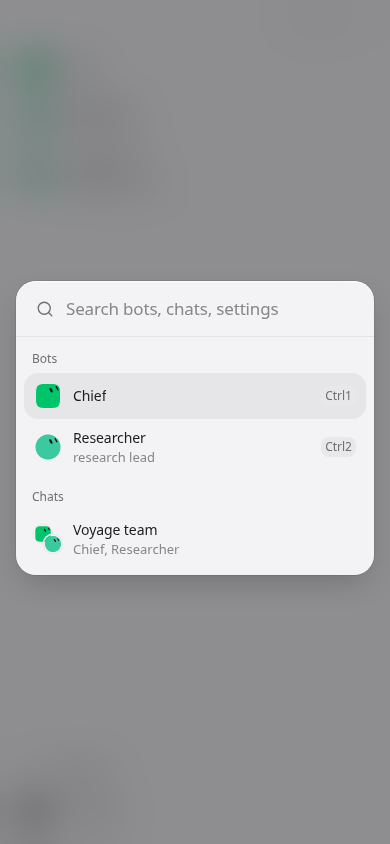 Search bots, chats, settings
Bots
Chief
Ctrl1
Researcher
research lead
Ctrl2
Chats
Voyage team
Chief, Researcher